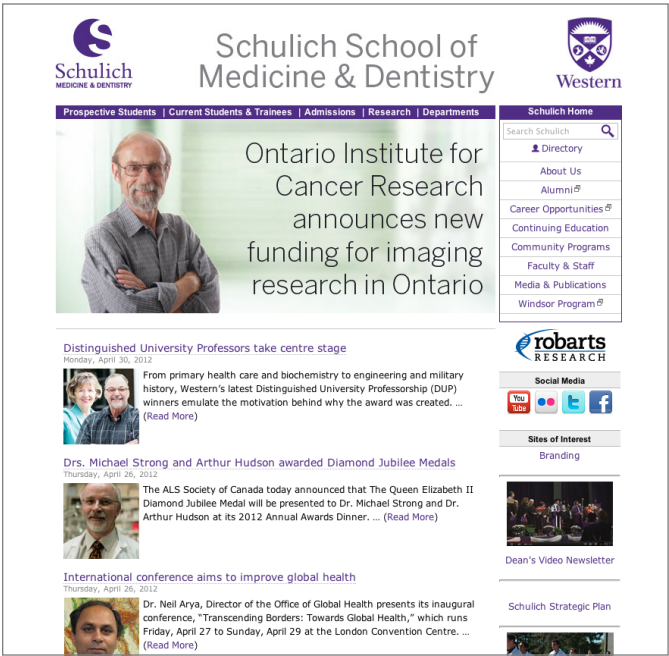 Schulich
MEDICINE & DENTISTRY
Schulich School of
Medicine & Dentistry
Western
Prospective Students | Current Students & Trainees | Admissions | Research | Departments
Schulich Home
Ontario Institute for
Cancer Research
announces new
funding for imaging
research in Ontario
Search Schulich
Directory
About Us
Alumni
Career Opportunities
Continuing Education
Community Programs
Faculty & Staff
Media & Publications
Windsor Program
Distinguished University Professors take centre stage
Monday, April 30, 2012
From primary health care and biochemistry to engineering and military
history, Western's latest Distinguished University Professorship (DUP)
winners emulate the motivation behind why the award was created. ...
(Read More)
Drs. Michael Strong and Arthur Hudson awarded Diamond Jubilee Medals
Thursday, April 26, 2012
The ALS Society of Canada today announced that The Queen Elizabeth II
Diamond Jubilee Medal will be presented to Dr. Michael Strong and Dr.
Arthur Hudson at its 2012 Annual Awards Dinner. ... (Read More)
International conference aims to improve global health
Thursday, April 26, 2012
Dr. Neil Arya, Director of the Office of Global Health presents its inaugural
conference, "Transcending Borders: Towards Global Health," which runs
Friday, April 27 to Sunday, April 29 at the London Convention Centre. ...
(Read More)
robarts
RESEARCH
Social Media
You
Tube
Sites of Interest
Branding
Dean's Video Newsletter
Schulich Strategic Plan